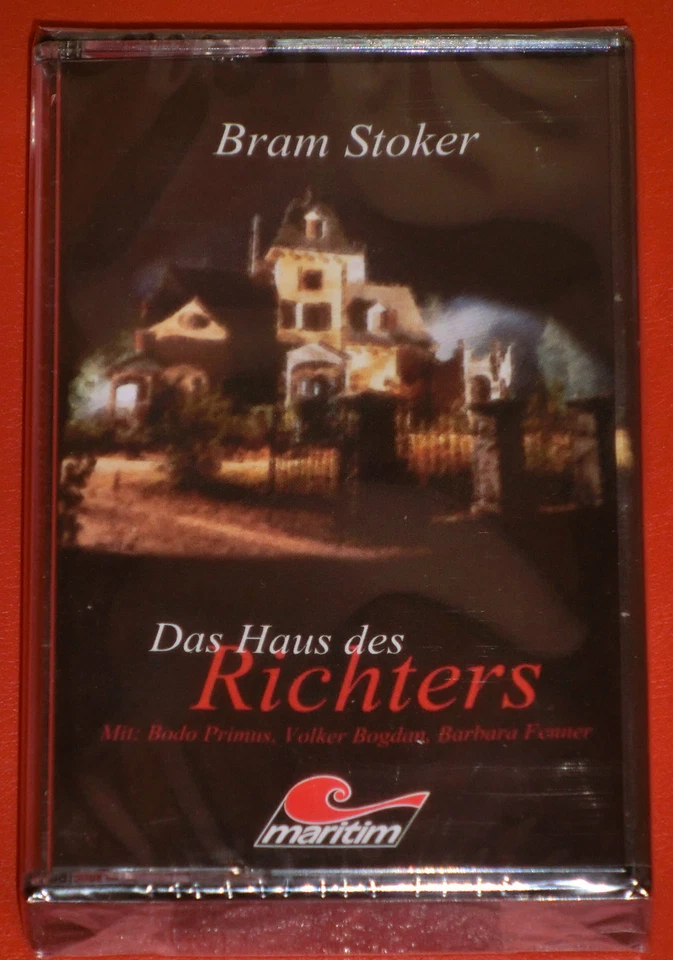 Bram Stoker
Das Haus des
Richters
Mit: Bodo Primus, Volker Bogdan, Barbara Fenner
maritim